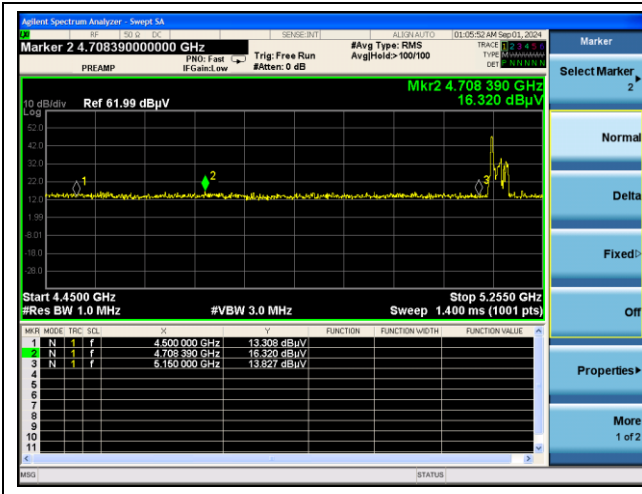 Agilent Spectrum Analyzer - Swept SA
RF 50 Ω DC SENSE:INT ALIGN AUTO 01:05:52 AM Sep 01, 2024
Marker 2 4.708390000000 GHz
PREAMP
PNO: Fast
IFGain:Low
Trig: Free Run
#Atten: 0 dB
#Avg Type: RMS
Avg|Hold:>100/100
TRACE 1 2 3 4 5 6
TYPE
DET P N N N N N
Mkr2 4.708 390 GHz
16.320 dBµV
10 dB/div Ref 61.99 dBµV
Log
52.0
42.0
32.0
22.0
12.0
1.99
-8.01
-18.0
-28.0
1
2
3
Start 4.4500 GHz Stop 5.2550 GHz
#Res BW 1.0 MHz #VBW 3.0 MHz Sweep 1.400 ms (1001 pts)
MKR MODE TRC SCL X Y FUNCTION FUNCTION WIDTH FUNCTION VALUE
1 N 1 f 4.500 000 GHz 13.308 dBµV
2 N 1 f 4.708 390 GHz 16.320 dBµV
3 N 1 f 5.150 000 GHz 13.827 dBµV
4
5
6
7
8
9
10
11
MSG STATUS
Marker
Select Marker
2
Normal
Delta
Fixed
Off
Properties
More
1 of 2